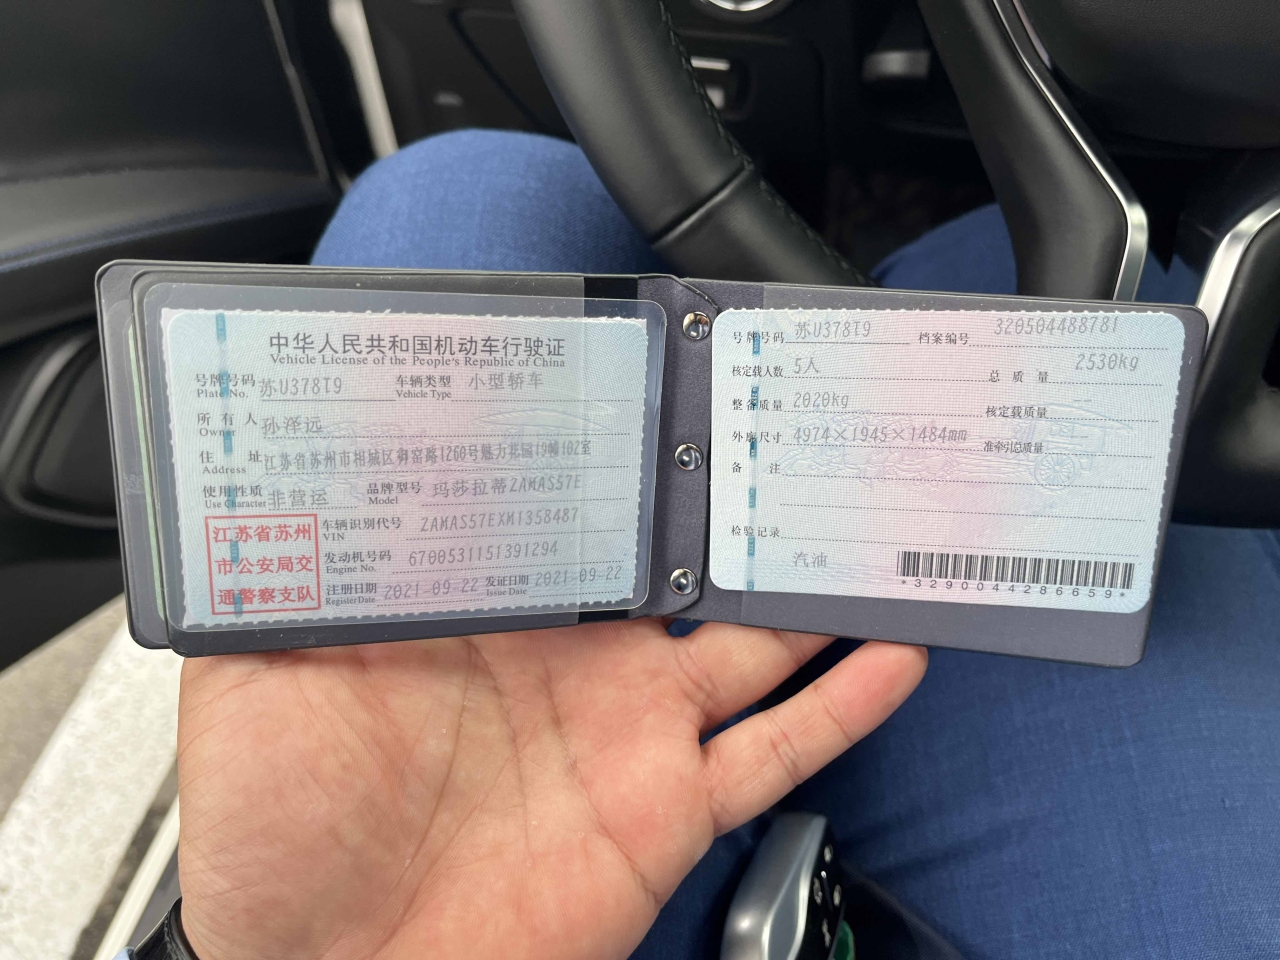 中华人民共和国机动车行驶证
Vehicle License of the People's Republic of China
号牌号码 苏U378T9 车辆类型 小型轿车
Plate No. Vehicle Type
所有人 孙泽远
Owner
住址 江苏省苏州市相城区御窑路1260号魅力花园19幢102室
Address
使用性质 非营运 品牌型号 玛莎拉蒂ZAMAS57E
Use Character Model
江苏省苏州
市公安局交
通警察支队
车辆识别代号 ZAMAS57EXM1358487
VIN
发动机号码 6700531151391294
Engine No.
注册日期 2021-09-22 发证日期 2021-09-22
Register Date Issue Date
号牌号码 苏U378T9 档案编号 320504488781
核定载人数 5人 总质量 2530kg
整备质量 2020kg 核定载质量 --
外廓尺寸 4974×1945×1484mm 准牵引总质量 --
备注
检验记录
汽油
*3290044286659*